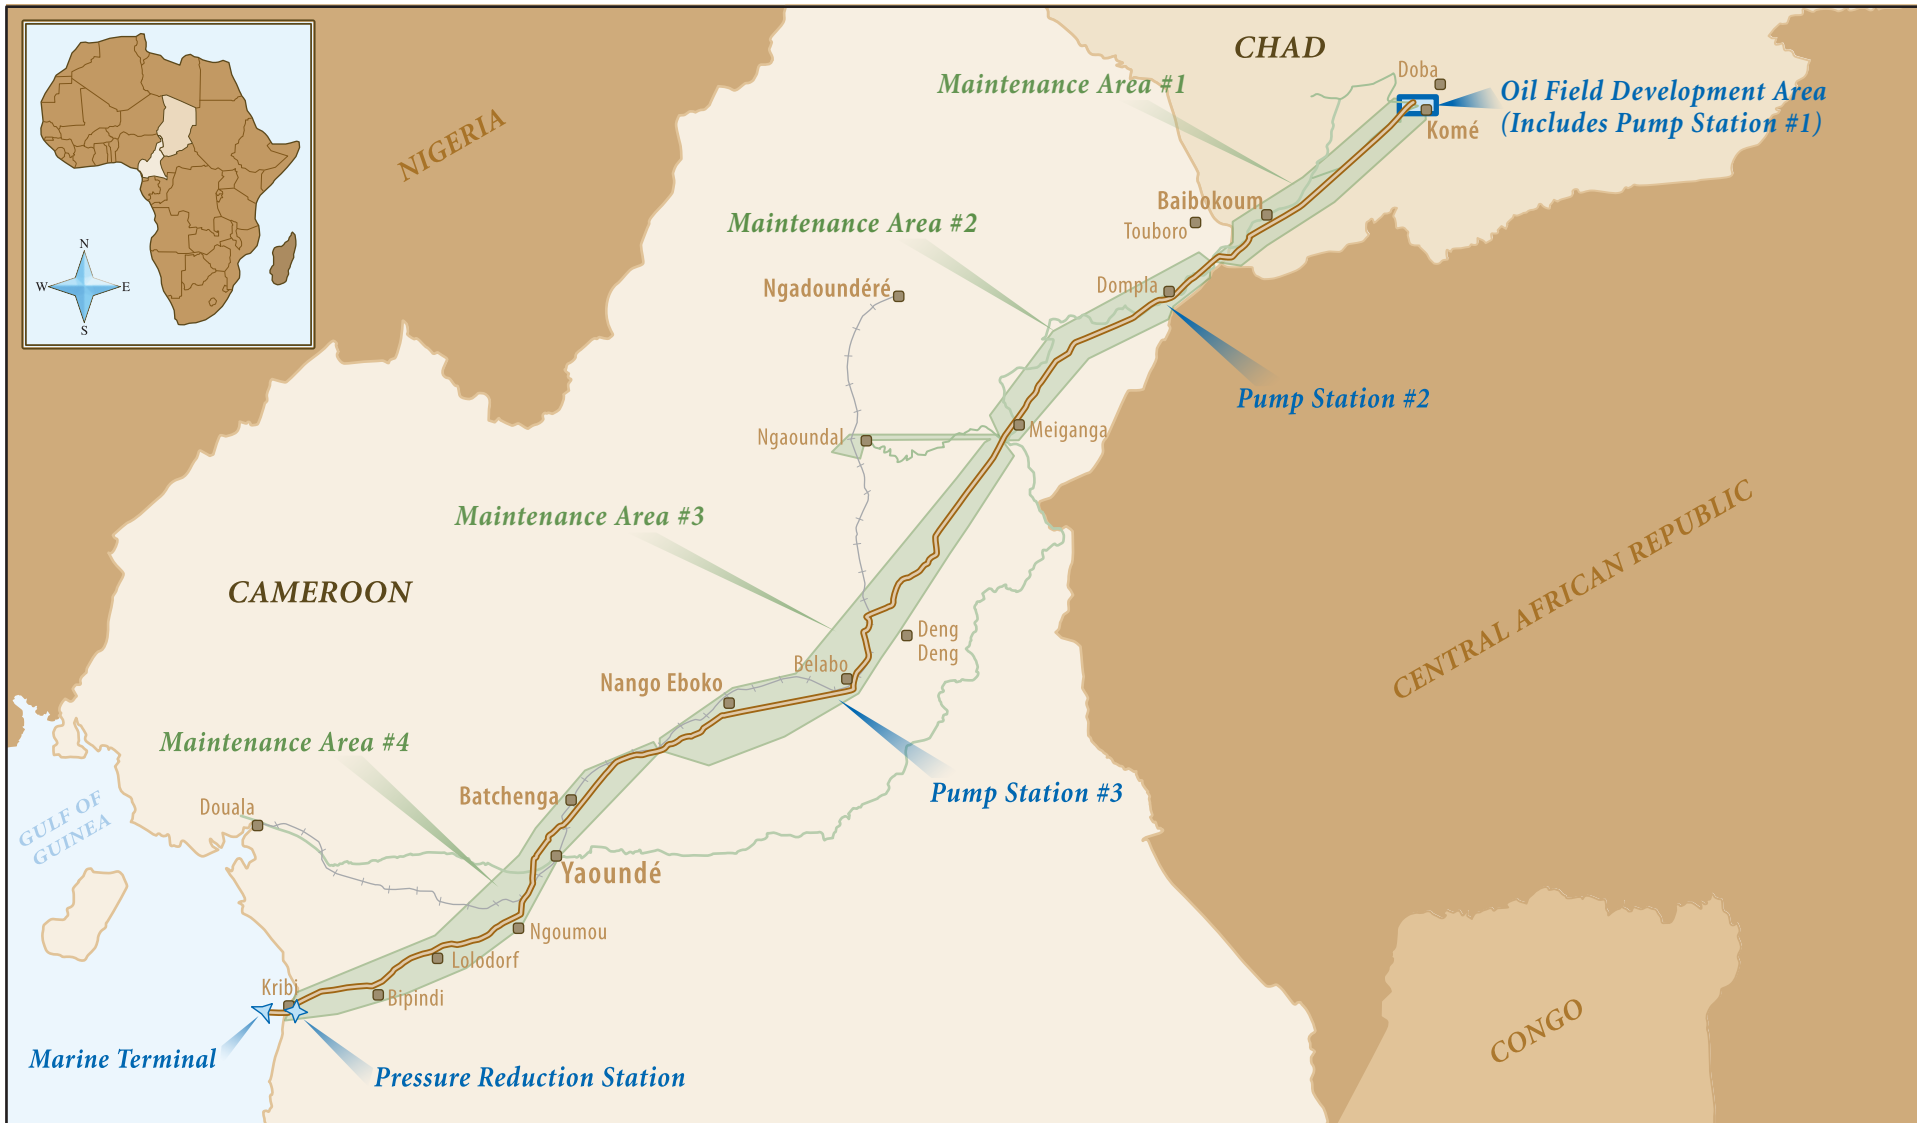 CHAD
Doba
Maintenance Area #1
Oil Field Development Area
(Includes Pump Station #1)
Komé
NIGERIA
Baibokoum
Touboro
Maintenance Area #2
N
W
E
S
Ngadoundéré
Dompla
Pump Station #2
Ngaoundal
Meiganga
Maintenance Area #3
CENTRAL AFRICAN REPUBLIC
CAMEROON
Deng
Deng
Belabo
Nango Eboko
Maintenance Area #4
Pump Station #3
Batchenga
Douala
GULF OF
GUINEA
Yaoundé
Ngoumou
Lolodorf
Kribi
Bipindi
CONGO
Marine Terminal
Pressure Reduction Station